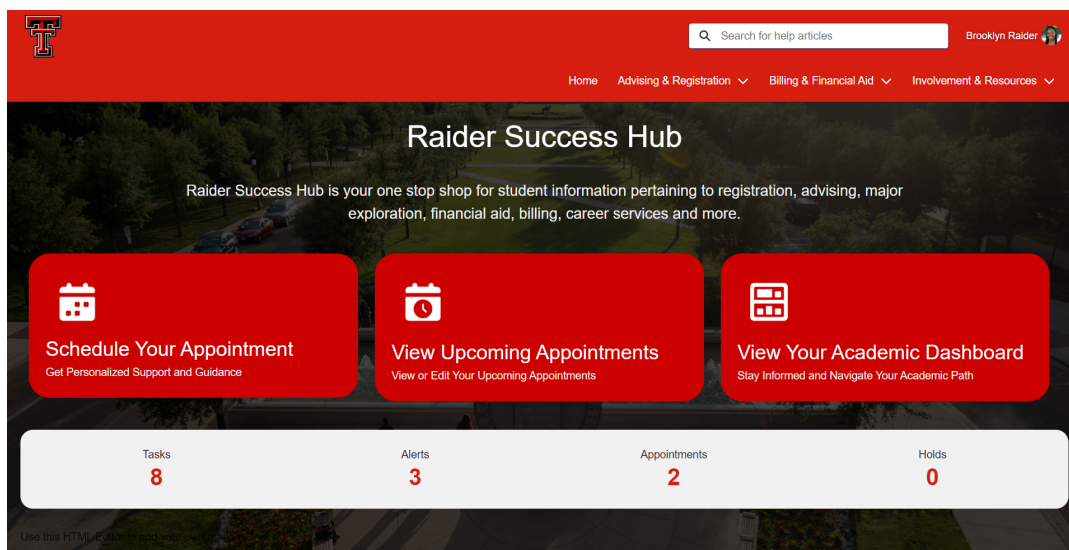 Search for help articles
Brooklyn Raider
Home Advising & Registration Billing & Financial Aid Involvement & Resources
Raider Success Hub
Raider Success Hub is your one stop shop for student information pertaining to registration, advising, major
exploration, financial aid, billing, career services and more.
Schedule Your Appointment
Get Personalized Support and Guidance
View Upcoming Appointments
View or Edit Your Upcoming Appointments
View Your Academic Dashboard
Stay Informed and Navigate Your Academic Path
Tasks
8
Alerts
3
Appointments
2
Holds
0
Use this HTML Editor to add your